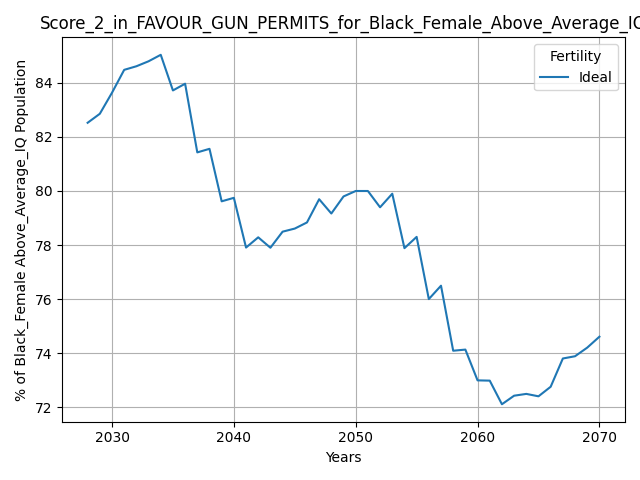 Score_2_in_FAVOUR_GUN_PERMITS_for_Black_Female_Above_Average_IQ
Fertility
Ideal
% of Black_Female Above_Average_IQ Population
84
82
80
78
76
74
72
2030
2040
2050
2060
2070
Years